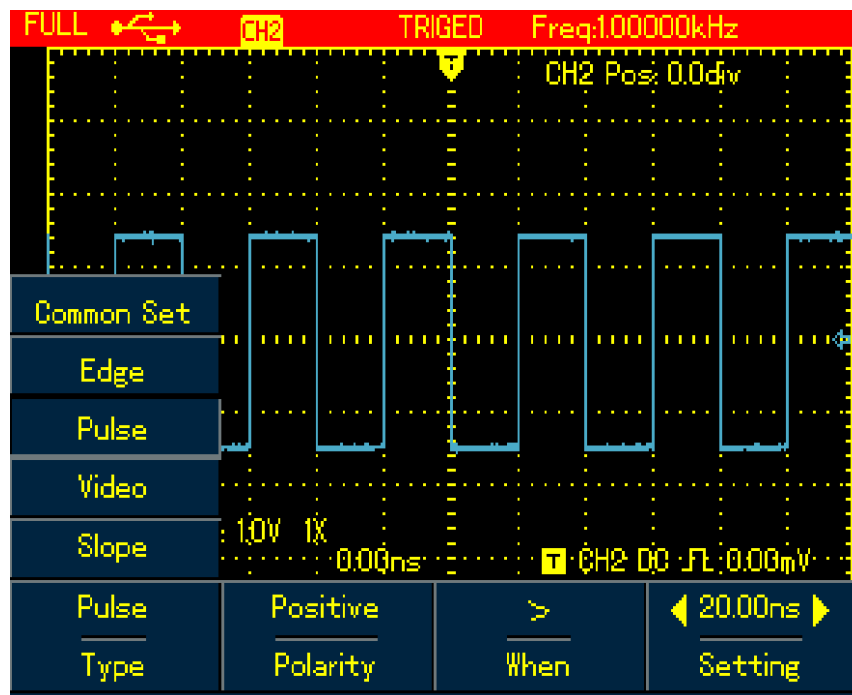 FULL CH2 TRIGED Freq:1.00000kHz
T
CH2 Pos: 0.0div
Common Set
Edge
Pulse
Video
Slope
: 1.0V 1X
0.00ns T CH2 DC 0.00mV
Pulse Positive > 20.00ns
Type Polarity When Setting